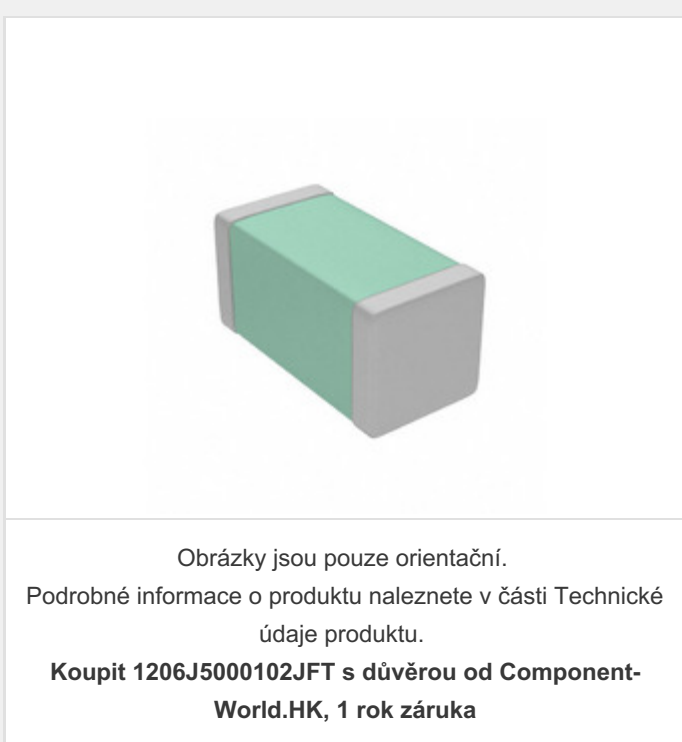 Obrázky jsou pouze orientační.
Podrobné informace o produktu naleznete v části Technické
údaje produktu.
Koupit 1206J5000102JFT s důvěrou od Component-
World.HK, 1 rok záruka